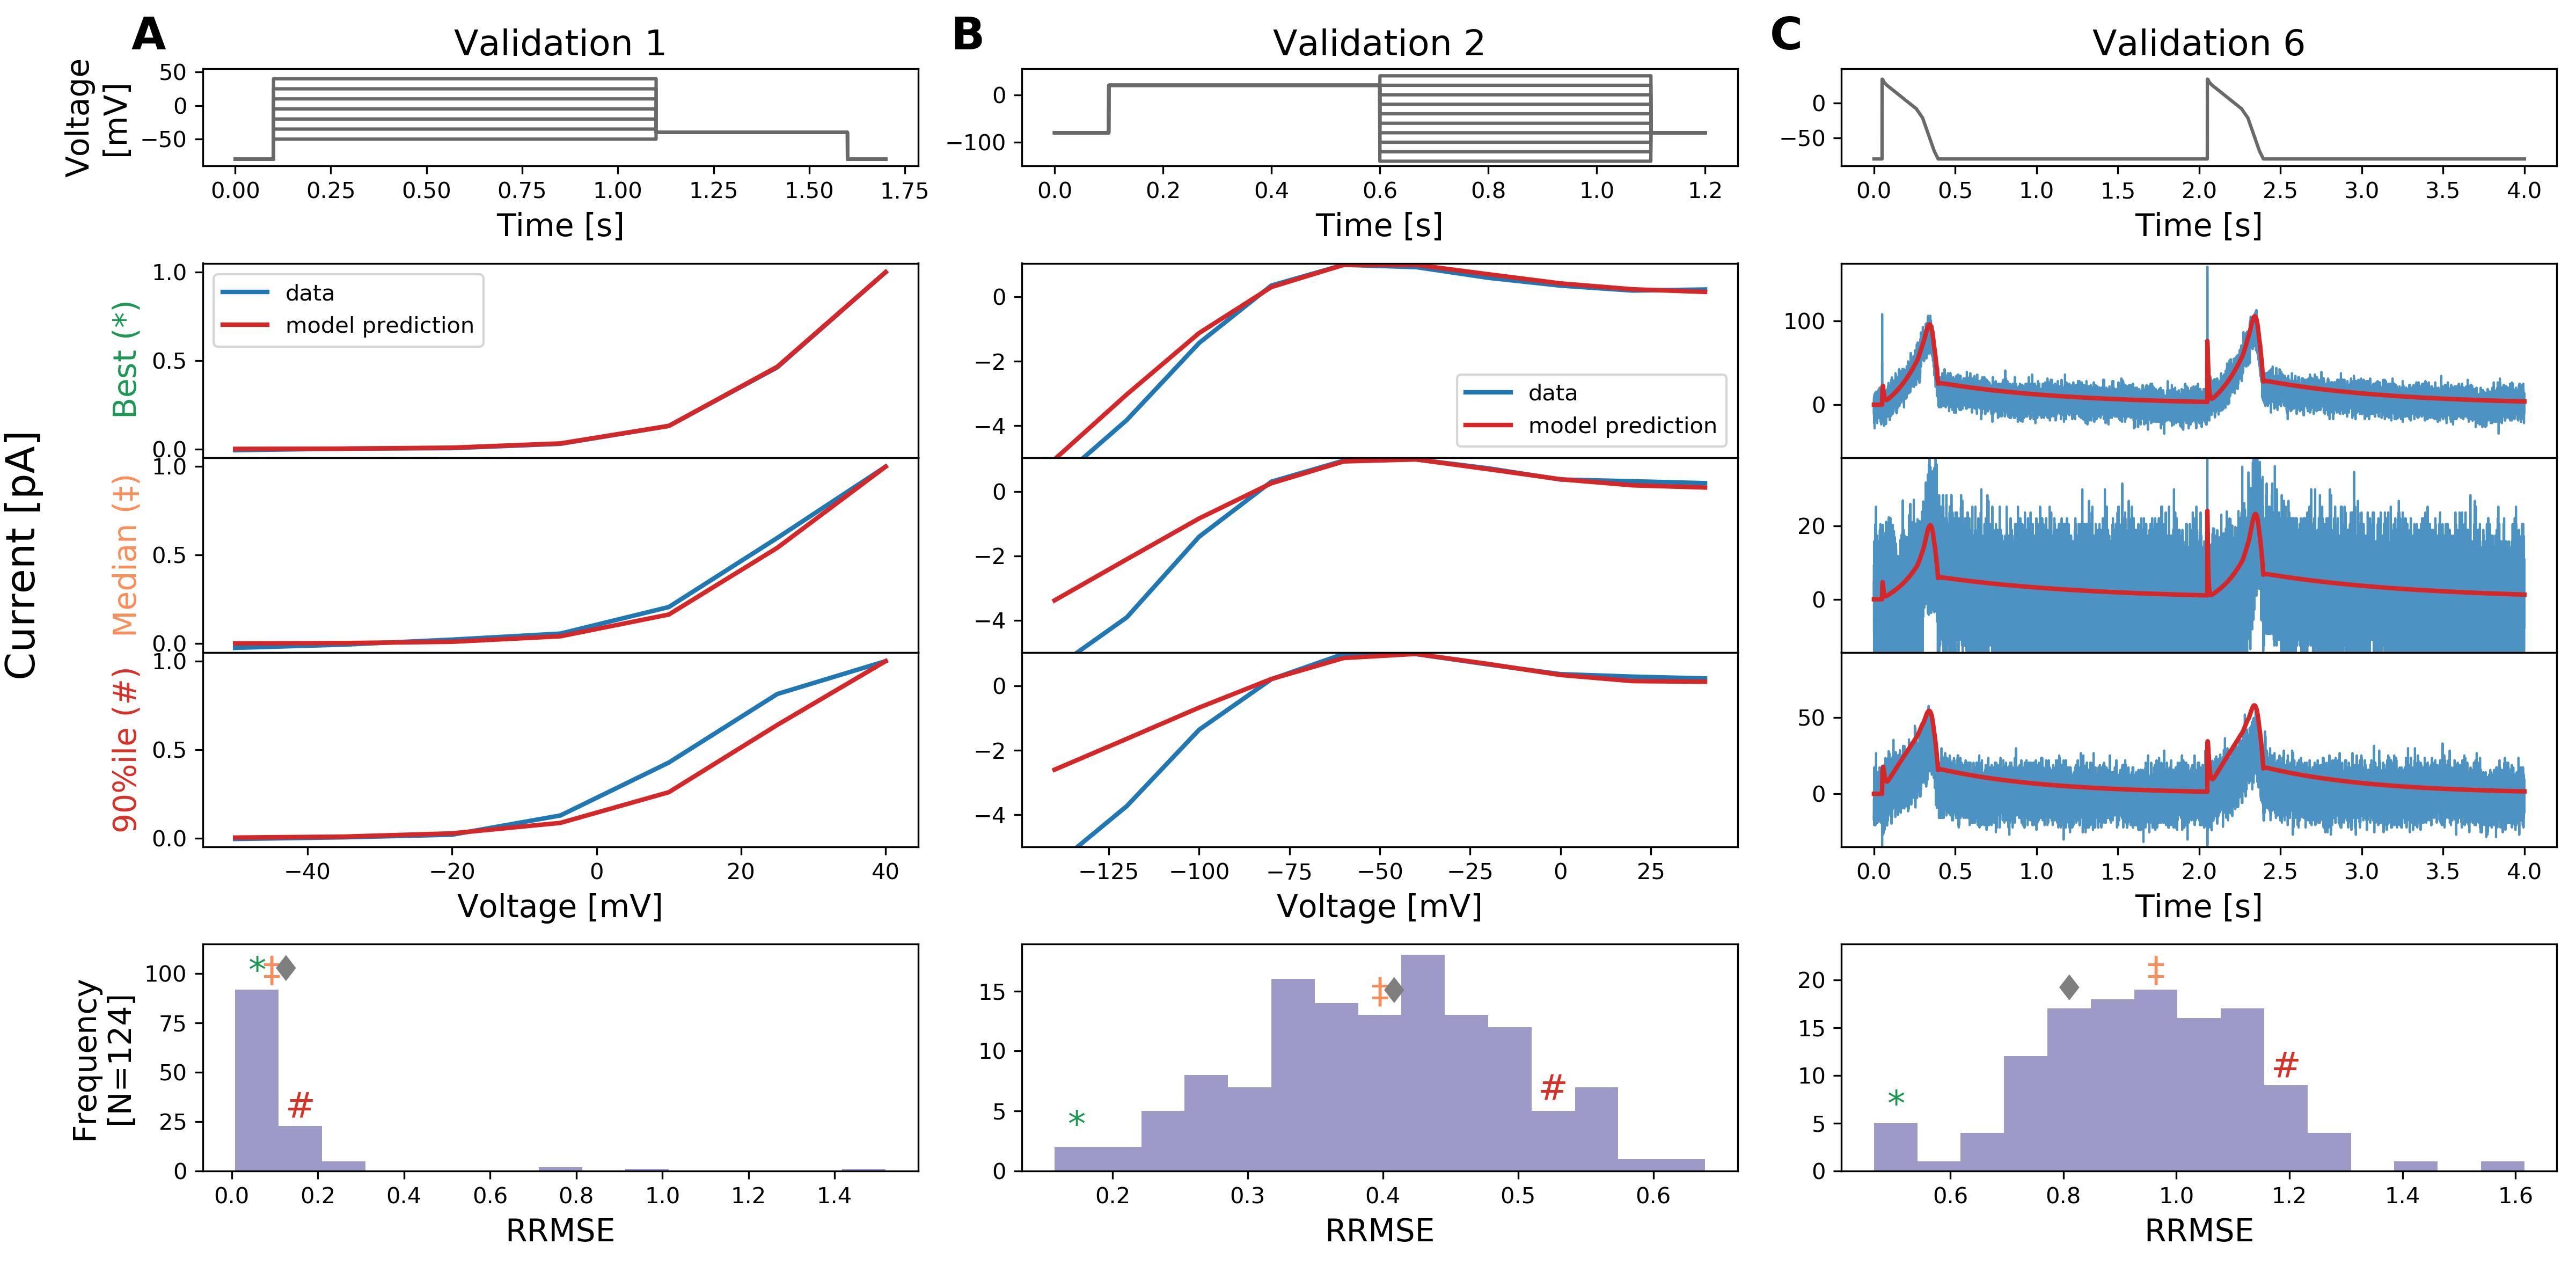 A Validation 1
B Validation 2
C Validation 6
Voltage
[mV]
50
0
−50
0.00 0.25 0.50 0.75 1.00 1.25 1.50 1.75
Time [s]
0
−100
0.0 0.2 0.4 0.6 0.8 1.0 1.2
Time [s]
0
−50
0.0 0.5 1.0 1.5 2.0 2.5 3.0 3.5 4.0
Time [s]
Current [pA]
Best (*)
1.0
0.5
0.0
data
model prediction
Median (‡)
1.0
0.5
0.0
90%ile (#)
1.0
0.5
0.0
−40 −20 0 20 40
Voltage [mV]
0
−2
−4
data
model prediction
0
−2
−4
0
−2
−4
−125 −100 −75 −50 −25 0 25
Voltage [mV]
100
0
20
0
50
0
0.0 0.5 1.0 1.5 2.0 2.5 3.0 3.5 4.0
Time [s]
Frequency
[N=124]
100
75
50
25
0
* ‡ ◆
#
0.0 0.2 0.4 0.6 0.8 1.0 1.2 1.4
RRMSE
15
10
5
0
‡ ◆
#
*
0.2 0.3 0.4 0.5 0.6
RRMSE
20
15
10
5
0
◆ ‡
#
*
0.6 0.8 1.0 1.2 1.4 1.6
RRMSE